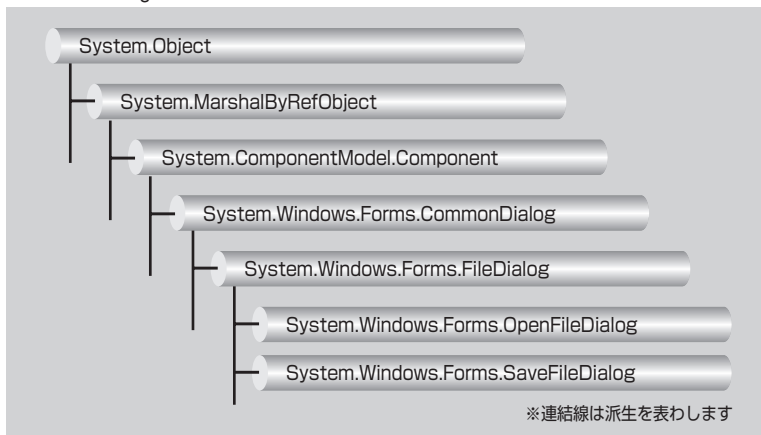 System.Object
System.MarshalByRefObject
System.ComponentModel.Component
System.Windows.Forms.CommonDialog
System.Windows.Forms.FileDialog
System.Windows.Forms.OpenFileDialog
System.Windows.Forms.SaveFileDialog
※連結線は派生を表わします